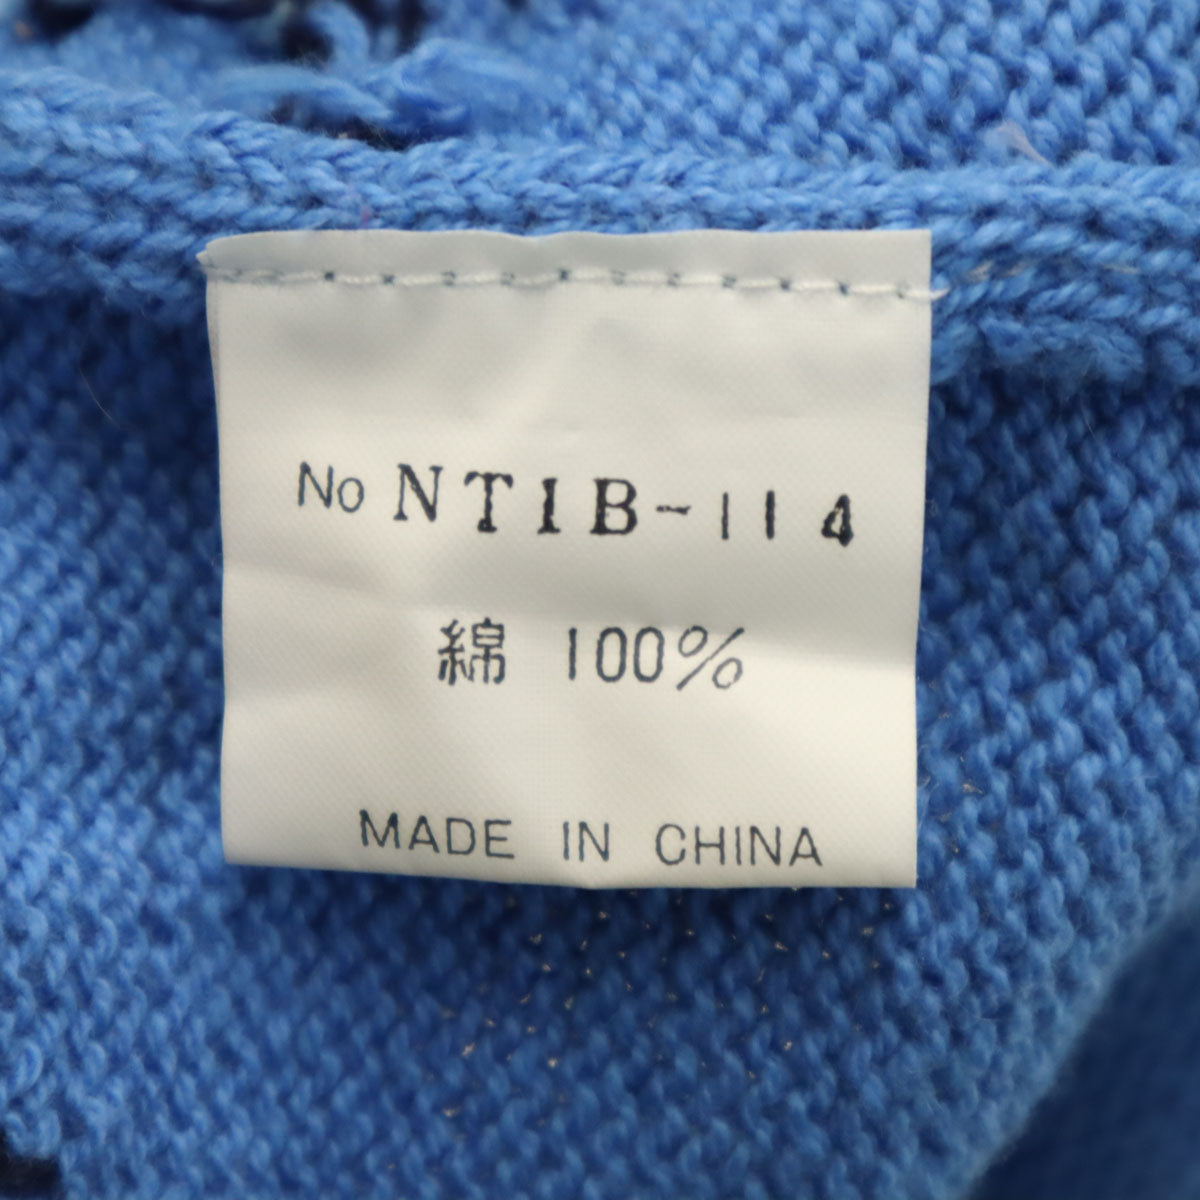 No NT1B-114
綿 100%
MADE IN CHINA